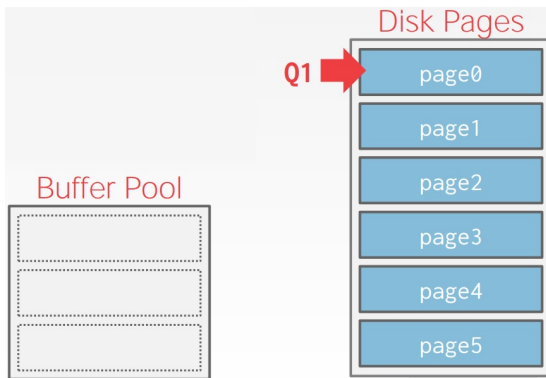 Disk Pages
Q1
page0
page1
page2
Buffer Pool
page3
page4
page5